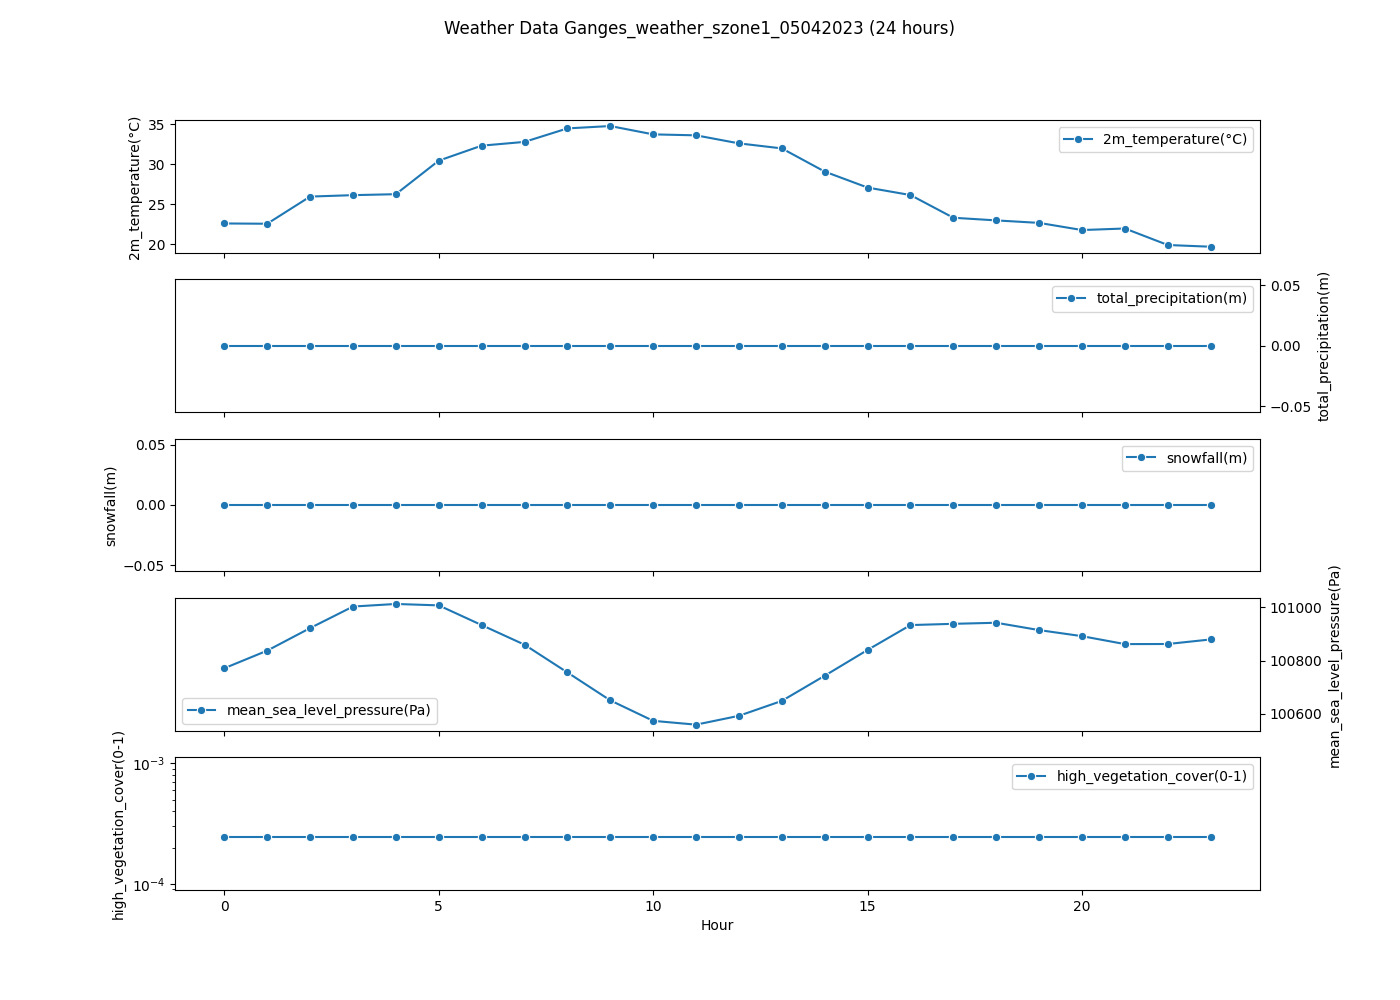 Weather Data Ganges_weather_szone1_05042023 (24 hours)
2m_temperature(°C)
35
30
25
20
2m_temperature(°C)
total_precipitation(m)
0.05
0.00
−0.05
total_precipitation(m)
snowfall(m)
0.05
0.00
−0.05
snowfall(m)
mean_sea_level_pressure(Pa)
101000
100800
100600
mean_sea_level_pressure(Pa)
high_vegetation_cover(0-1)
10⁻³
10⁻⁴
high_vegetation_cover(0-1)
0 5 10 15 20
Hour